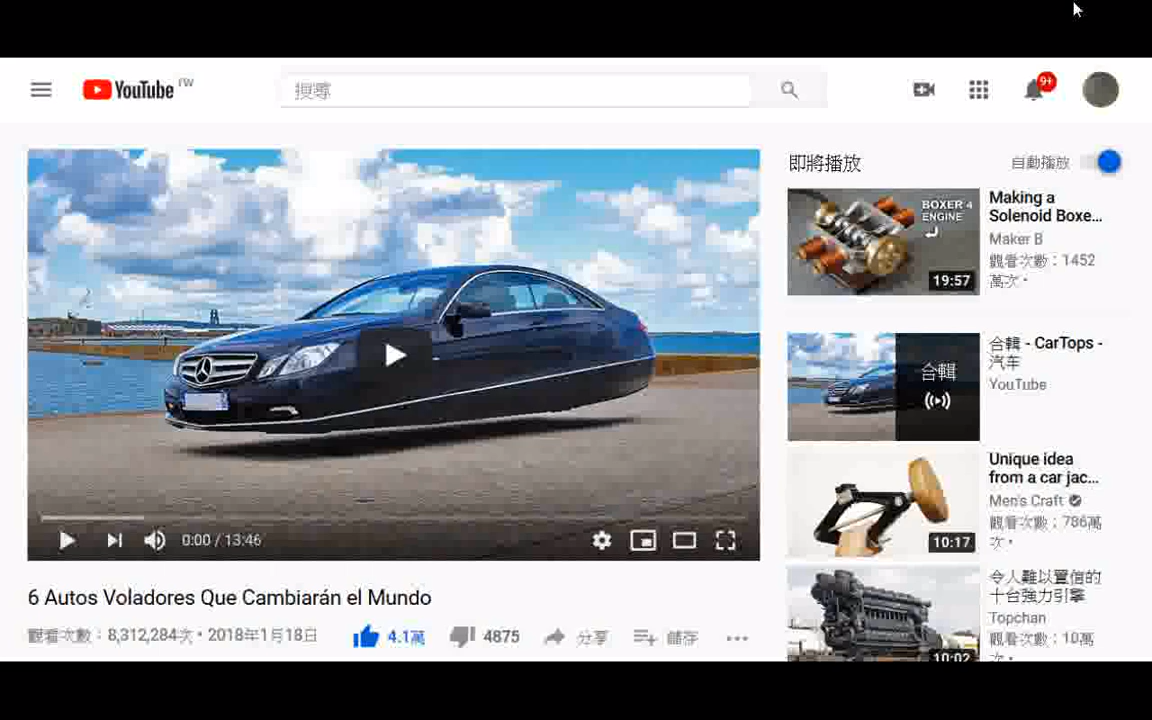 YouTube TW
搜尋
9+
即將播放
自動播放
BOXER 4
ENGINE
19:57
Making a
Solenoid Boxe...
Maker B
觀看次數：1452
萬次・
合輯
合輯 - CarTops -
汽车
YouTube
10:17
Unique idea
from a car jac...
Men's Craft
觀看次數：786萬
次・
10:02
令人難以置信的
十台強力引擎
Topchan
觀看次數：10萬
次・
0:00 / 13:46
6 Autos Voladores Que Cambiarán el Mundo
觀看次數：8,312,284次・2018年1月18日
4.1萬
4875
分享
儲存